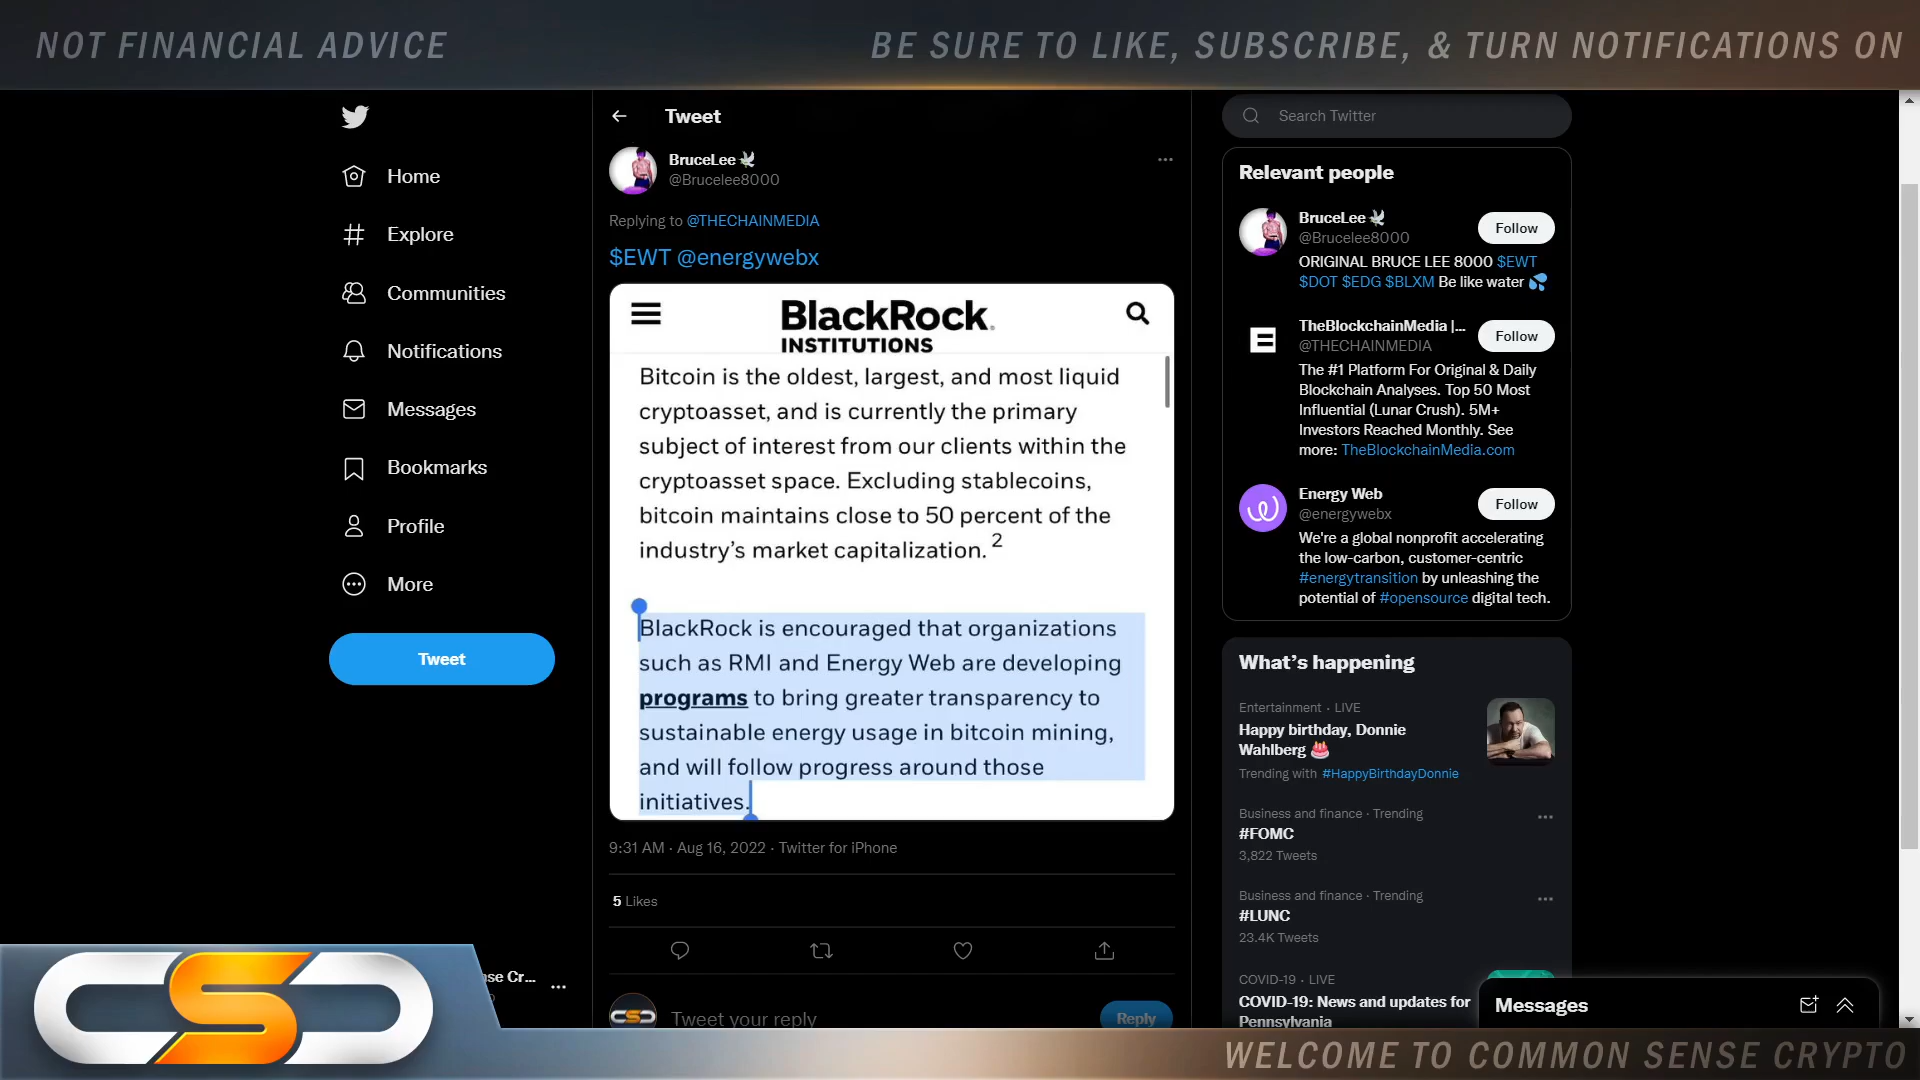 NOT FINANCIAL ADVICE
BE SURE TO LIKE, SUBSCRIBE, & TURN NOTIFICATIONS ON
Home
Explore
Communities
Notifications
Messages
Bookmarks
Profile
More
Tweet
se Cr...
Tweet
BruceLee🕊
@Brucelee8000
Replying to @THECHAINMEDIA
$EWT @energywebx
BlackRock.
INSTITUTIONS
Bitcoin is the oldest, largest, and most liquid
cryptoasset, and is currently the primary
subject of interest from our clients within the
cryptoasset space. Excluding stablecoins,
bitcoin maintains close to 50 percent of the
industry’s market capitalization. 2
BlackRock is encouraged that organizations
such as RMI and Energy Web are developing
programs to bring greater transparency to
sustainable energy usage in bitcoin mining,
and will follow progress around those
initiatives.
9:31 AM · Aug 16, 2022 · Twitter for iPhone
5 Likes
Tweet your reply
Reply
Search Twitter
Relevant people
BruceLee🕊
@Brucelee8000
Follow
ORIGINAL BRUCE LEE 8000 $EWT
$DOT $EDG $BLXM Be like water 💦
TheBlockchainMedia |...
@THECHAINMEDIA
Follow
The #1 Platform For Original & Daily
Blockchain Analyses. Top 50 Most
Influential (Lunar Crush). 5M+
Investors Reached Monthly. See
more: TheBlockchainMedia.com
Energy Web
@energywebx
Follow
We're a global nonprofit accelerating
the low-carbon, customer-centric
#energytransition by unleashing the
potential of #opensource digital tech.
What’s happening
Entertainment · LIVE
Happy birthday, Donnie
Wahlberg 🎂
Trending with #HappyBirthdayDonnie
Business and finance · Trending
#FOMC
3,822 Tweets
Business and finance · Trending
#LUNC
23.4K Tweets
COVID-19 · LIVE
COVID-19: News and updates for
Pennsylvania
Messages
CSC
WELCOME TO COMMON SENSE CRYPTO